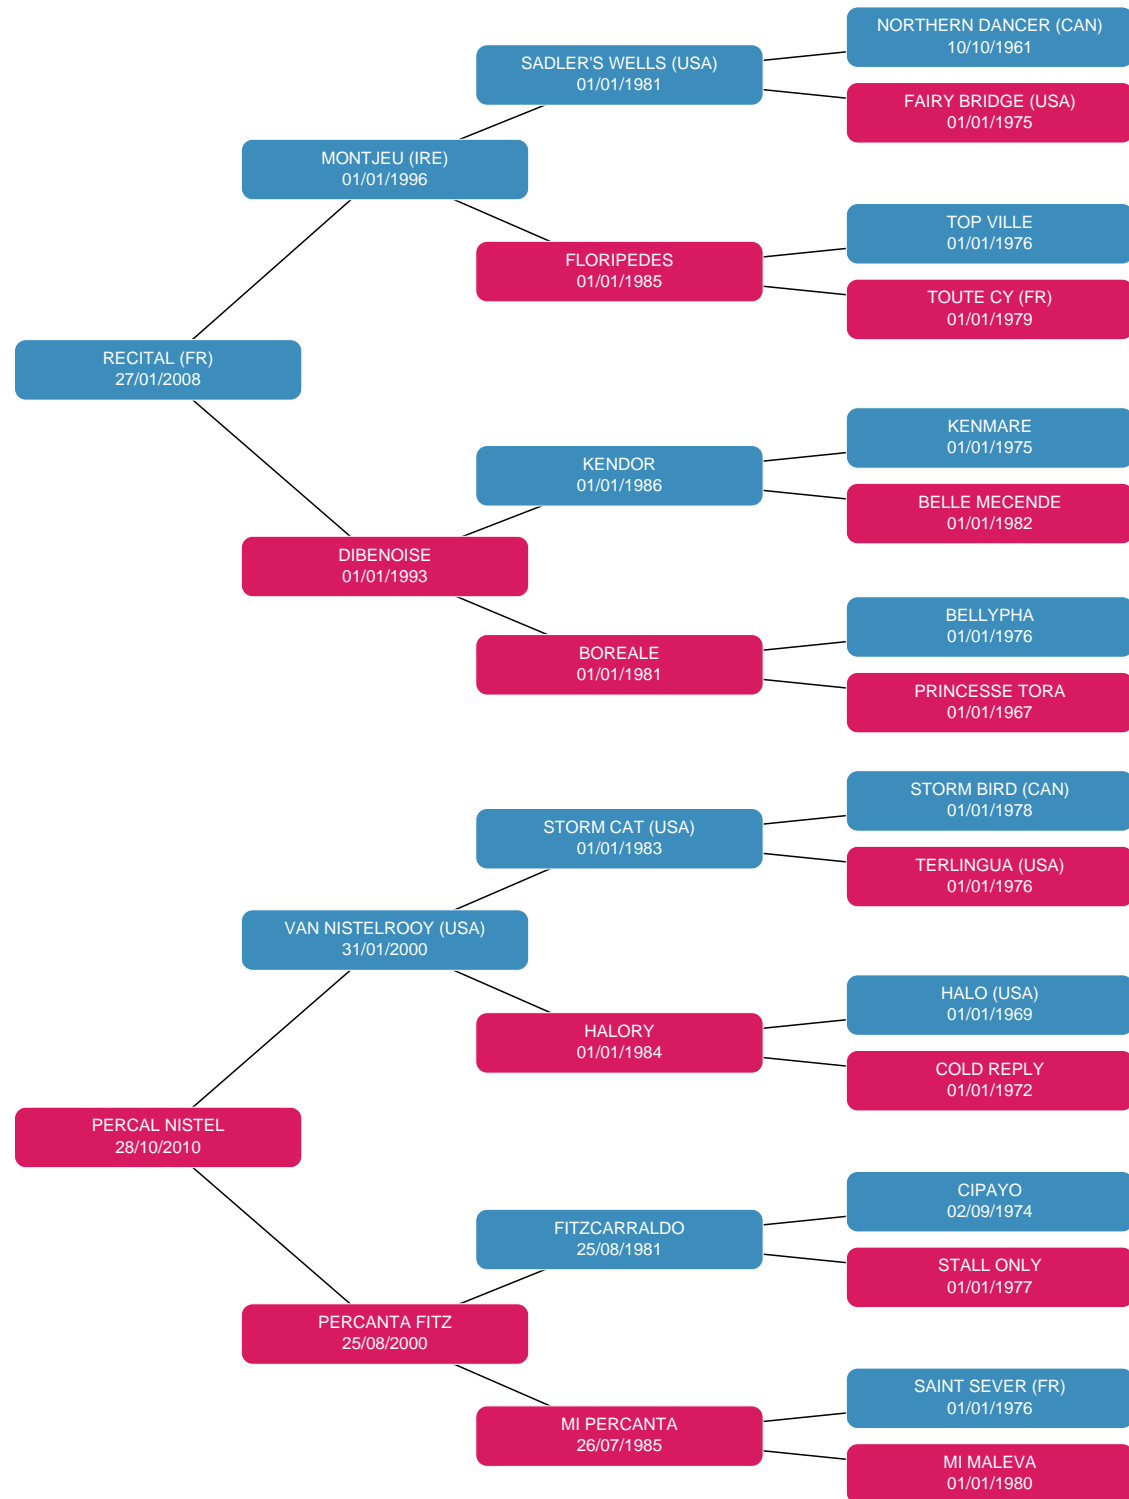 NORTHERN DANCER (CAN)
10/10/1961
SADLER'S WELLS (USA)
01/01/1981
FAIRY BRIDGE (USA)
01/01/1975
MONTJEU (IRE)
01/01/1996
TOP VILLE
01/01/1976
FLORIPEDES
01/01/1985
TOUTE CY (FR)
01/01/1979
RECITAL (FR)
27/01/2008
KENMARE
01/01/1975
KENDOR
01/01/1986
BELLE MECENDE
01/01/1982
DIBENOISE
01/01/1993
BELLYPHA
01/01/1976
BOREALE
01/01/1981
PRINCESSE TORA
01/01/1967
STORM BIRD (CAN)
01/01/1978
STORM CAT (USA)
01/01/1983
TERLINGUA (USA)
01/01/1976
VAN NISTELROOY (USA)
31/01/2000
HALO (USA)
01/01/1969
HALORY
01/01/1984
COLD REPLY
01/01/1972
PERCAL NISTEL
28/10/2010
CIPAYO
02/09/1974
FITZCARRALDO
25/08/1981
STALL ONLY
01/01/1977
PERCANTA FITZ
25/08/2000
SAINT SEVER (FR)
01/01/1976
MI PERCANTA
26/07/1985
MI MALEVA
01/01/1980